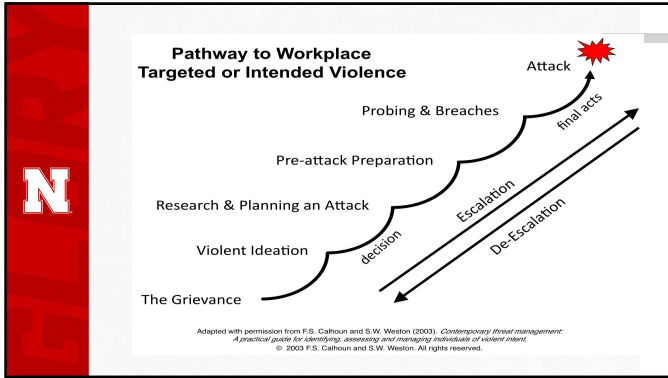 GLORY
N
Pathway to Workplace
Targeted or Intended Violence
Attack
final acts
Probing & Breaches
Pre-attack Preparation
Escalation
Research & Planning an Attack
De-Escalation
decision
Violent Ideation
The Grievance
Adapted with permission from F.S. Calhoun and S.W. Weston (2003). Contemporary threat management:
A practical guide for identifying, assessing and managing individuals of violent intent.
© 2003 F.S. Calhoun and S.W. Weston. All rights reserved.